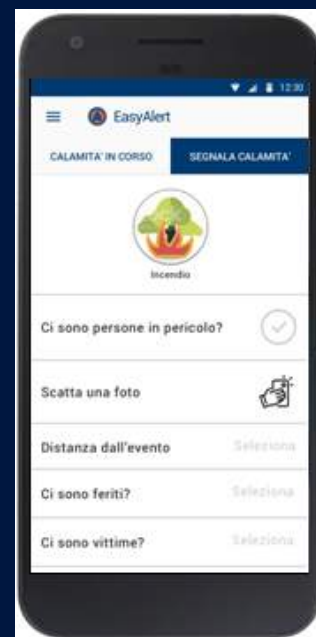 12:30
EasyAlert
CALAMITA' IN CORSO
SEGNALA CALAMITA'
Incendio
Ci sono persone in pericolo?
Scatta una foto
Distanza dall'evento Seleziona
Ci sono feriti? Seleziona
Ci sono vittime? Seleziona